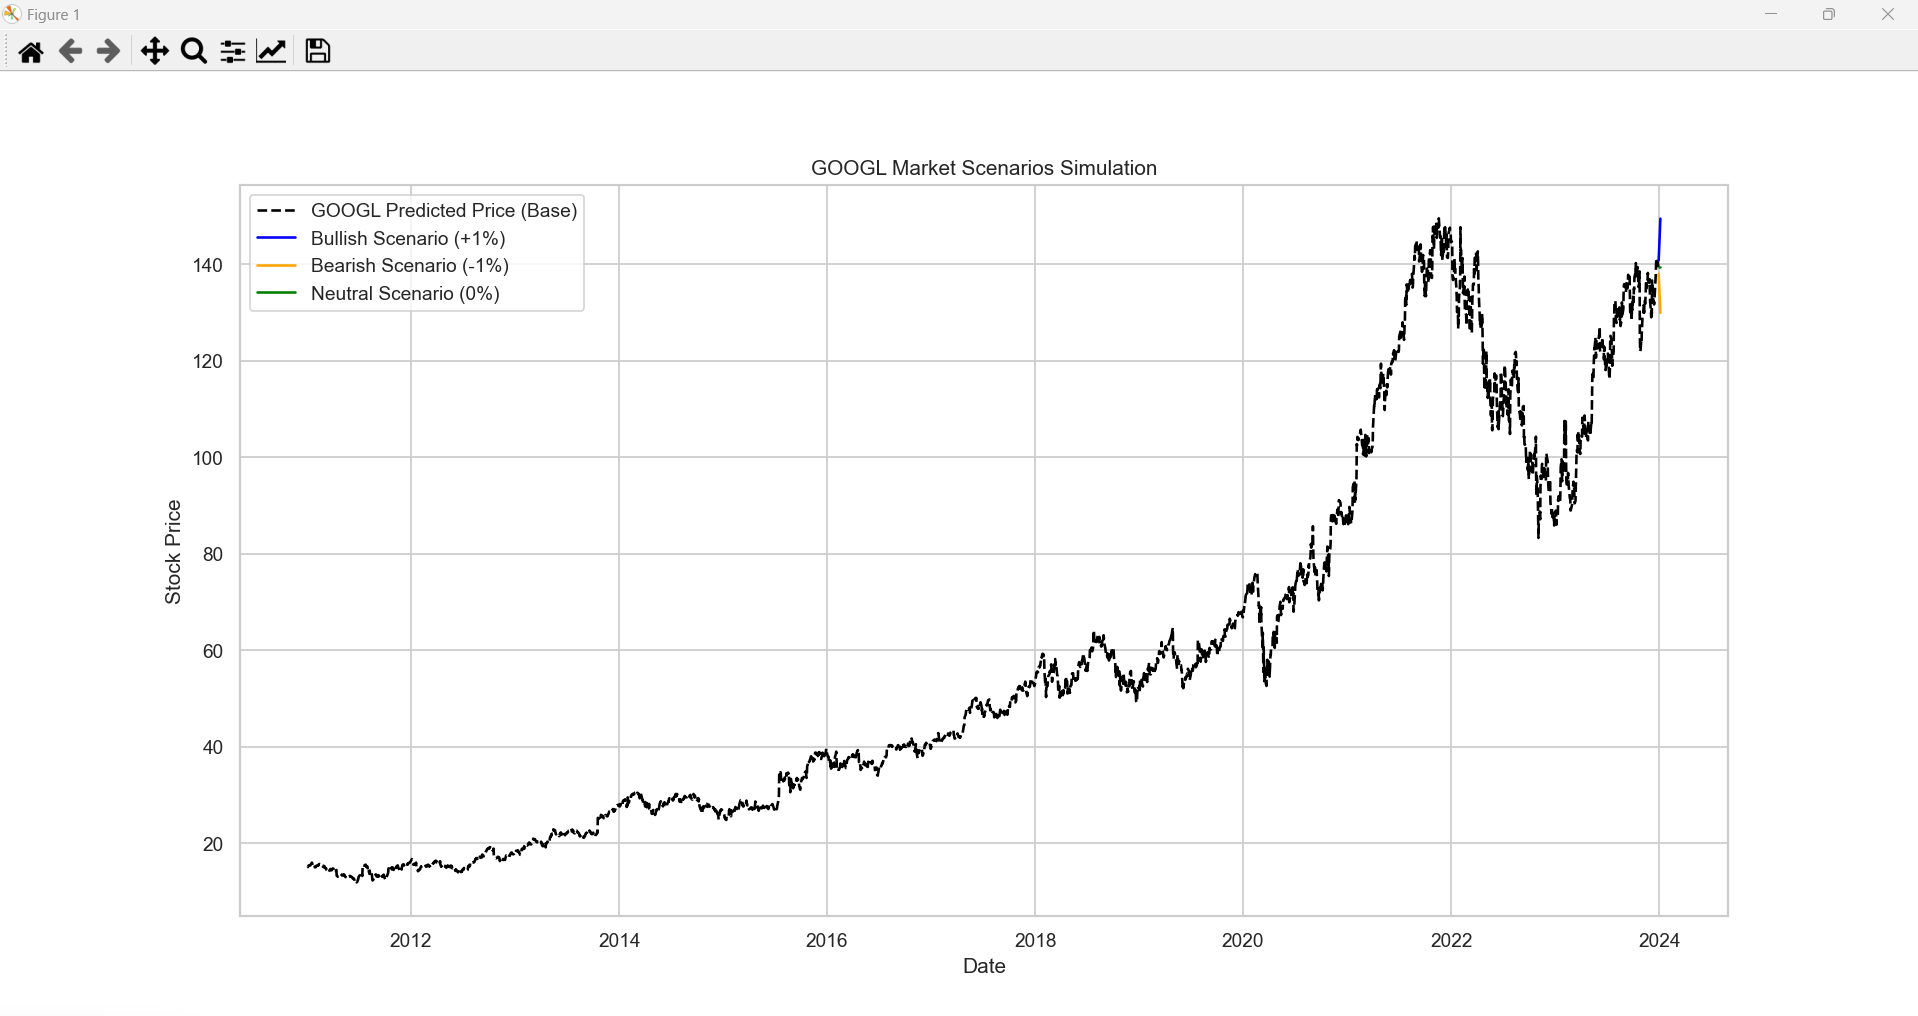 Figure 1
GOOGL Market Scenarios Simulation
GOOGL Predicted Price (Base)
Bullish Scenario (+1%)
Bearish Scenario (-1%)
Neutral Scenario (0%)
140
120
100
80
60
40
20
Stock Price
2012 2014 2016 2018 2020 2022 2024
Date